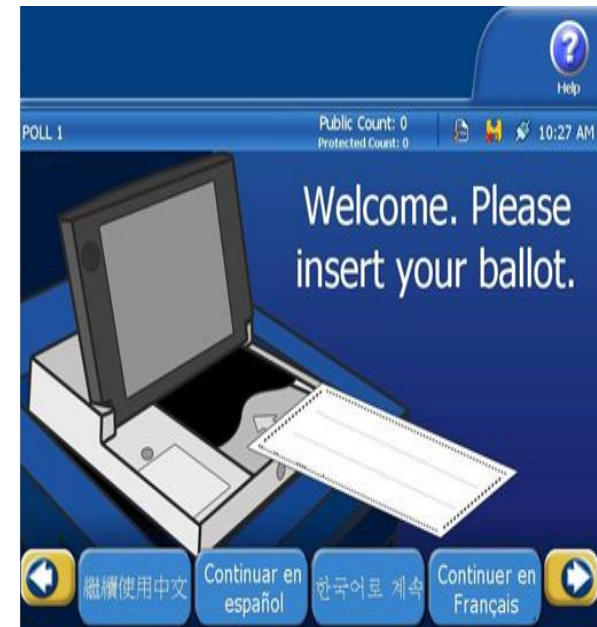 ?
Help
POLL 1
Public Count: 0
Protected Count: 0
10:27 AM
Welcome. Please
insert your ballot.
繼續使用中文
Continuar en
español
한국어로 계속
Continuer en
Français